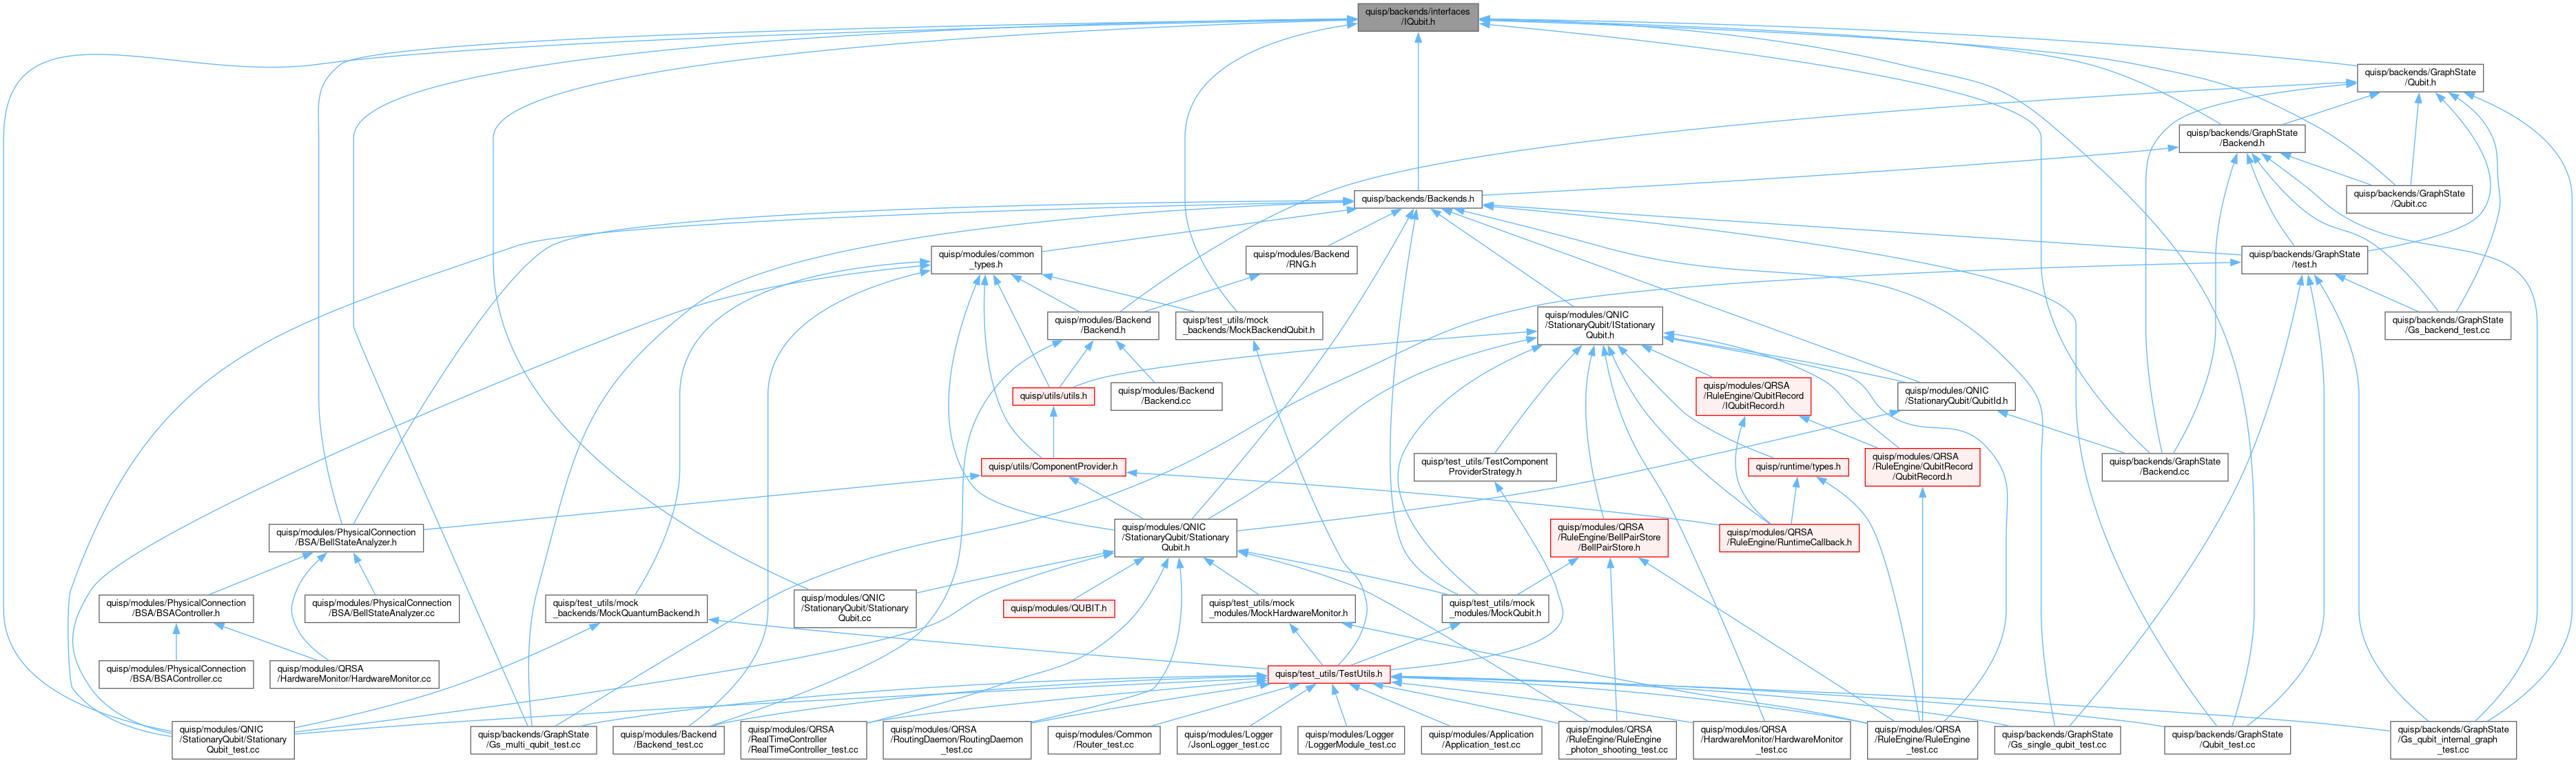 quisp/backends/interfaces
/IQubit.h
quisp/backends/GraphState
/Qubit.h
quisp/backends/GraphState
/Backend.h
quisp/backends/Backends.h
quisp/backends/GraphState
/Qubit.cc
quisp/modules/common
_types.h
quisp/modules/Backend
/RNG.h
quisp/backends/GraphState
/test.h
quisp/modules/Backend
/Backend.h
quisp/test_utils/mock
_backends/MockBackendQubit.h
quisp/modules/QNIC
/StationaryQubit/IStationary
Qubit.h
quisp/backends/GraphState
/Gs_backend_test.cc
quisp/utils/utils.h
quisp/modules/Backend
/Backend.cc
quisp/modules/QRSA
/RuleEngine/QubitRecord
/IQubitRecord.h
quisp/modules/QNIC
/StationaryQubit/QubitId.h
quisp/utils/ComponentProvider.h
quisp/test_utils/TestComponent
ProviderStrategy.h
quisp/runtime/types.h
quisp/modules/QRSA
/RuleEngine/QubitRecord
/QubitRecord.h
quisp/backends/GraphState
/Backend.cc
quisp/modules/PhysicalConnection
/BSA/BellStateAnalyzer.h
quisp/modules/QNIC
/StationaryQubit/Stationary
Qubit.h
quisp/modules/QRSA
/RuleEngine/BellPairStore
/BellPairStore.h
quisp/modules/QRSA
/RuleEngine/RuntimeCallback.h
quisp/modules/PhysicalConnection
/BSA/BSAController.h
quisp/modules/PhysicalConnection
/BSA/BellStateAnalyzer.cc
quisp/test_utils/mock
_backends/MockQuantumBackend.h
quisp/modules/QNIC
/StationaryQubit/Stationary
Qubit.cc
quisp/modules/QUBIT.h
quisp/test_utils/mock
_modules/MockHardwareMonitor.h
quisp/test_utils/mock
_modules/MockQubit.h
quisp/modules/PhysicalConnection
/BSA/BSAController.cc
quisp/modules/QRSA
/HardwareMonitor/HardwareMonitor.cc
quisp/test_utils/TestUtils.h
quisp/modules/QNIC
/StationaryQubit/Stationary
Qubit_test.cc
quisp/backends/GraphState
/Gs_multi_qubit_test.cc
quisp/modules/Backend
/Backend_test.cc
quisp/modules/QRSA
/RealTimeController
/RealTimeController_test.cc
quisp/modules/QRSA
/RoutingDaemon/RoutingDaemon
_test.cc
quisp/modules/Common
/Router_test.cc
quisp/modules/Logger
/JsonLogger_test.cc
quisp/modules/Logger
/LoggerModule_test.cc
quisp/modules/Application
/Application_test.cc
quisp/modules/QRSA
/RuleEngine/RuleEngine
_photon_shooting_test.cc
quisp/modules/QRSA
/HardwareMonitor/HardwareMonitor
_test.cc
quisp/modules/QRSA
/RuleEngine/RuleEngine
_test.cc
quisp/backends/GraphState
/Gs_single_qubit_test.cc
quisp/backends/GraphState
/Qubit_test.cc
quisp/backends/GraphState
/Gs_qubit_internal_graph
_test.cc